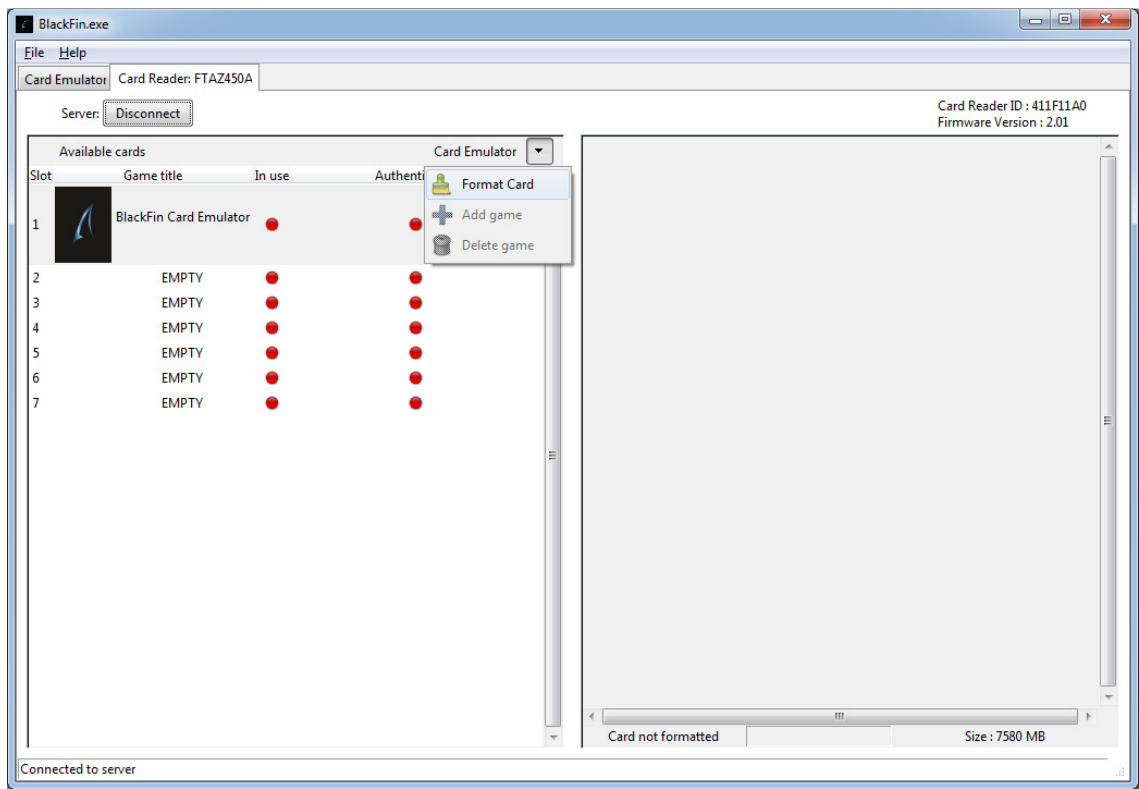 BlackFin.exe
File Help
Card Emulator Card Reader: FTAZ450A
Server: Disconnect
Card Reader ID : 411F11A0
Firmware Version : 2.01
Available cards Card Emulator
Slot Game title In use
Format Card
Add game
Delete game
1 BlackFin Card Emulator
2 EMPTY
3 EMPTY
4 EMPTY
5 EMPTY
6 EMPTY
7 EMPTY
Card not formatted Size : 7580 MB
Connected to server